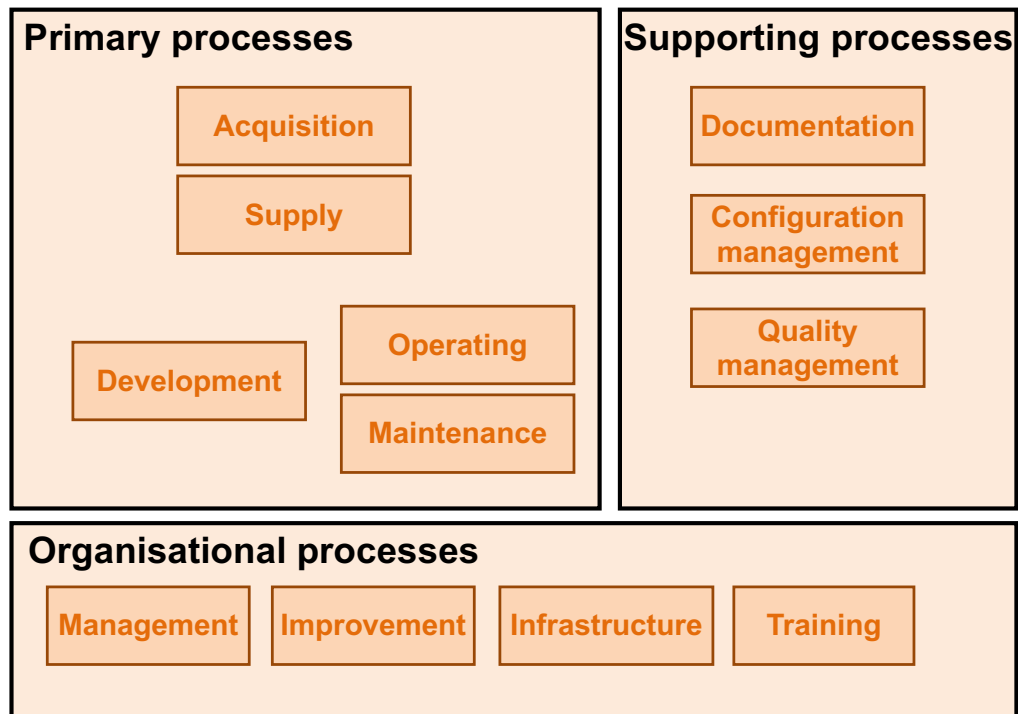 Primary processes
Acquisition
Supply
Operating
Development
Maintenance
Supporting processes
Documentation
Configuration
management
Quality
management
Organisational processes
Management
Improvement
Infrastructure
Training